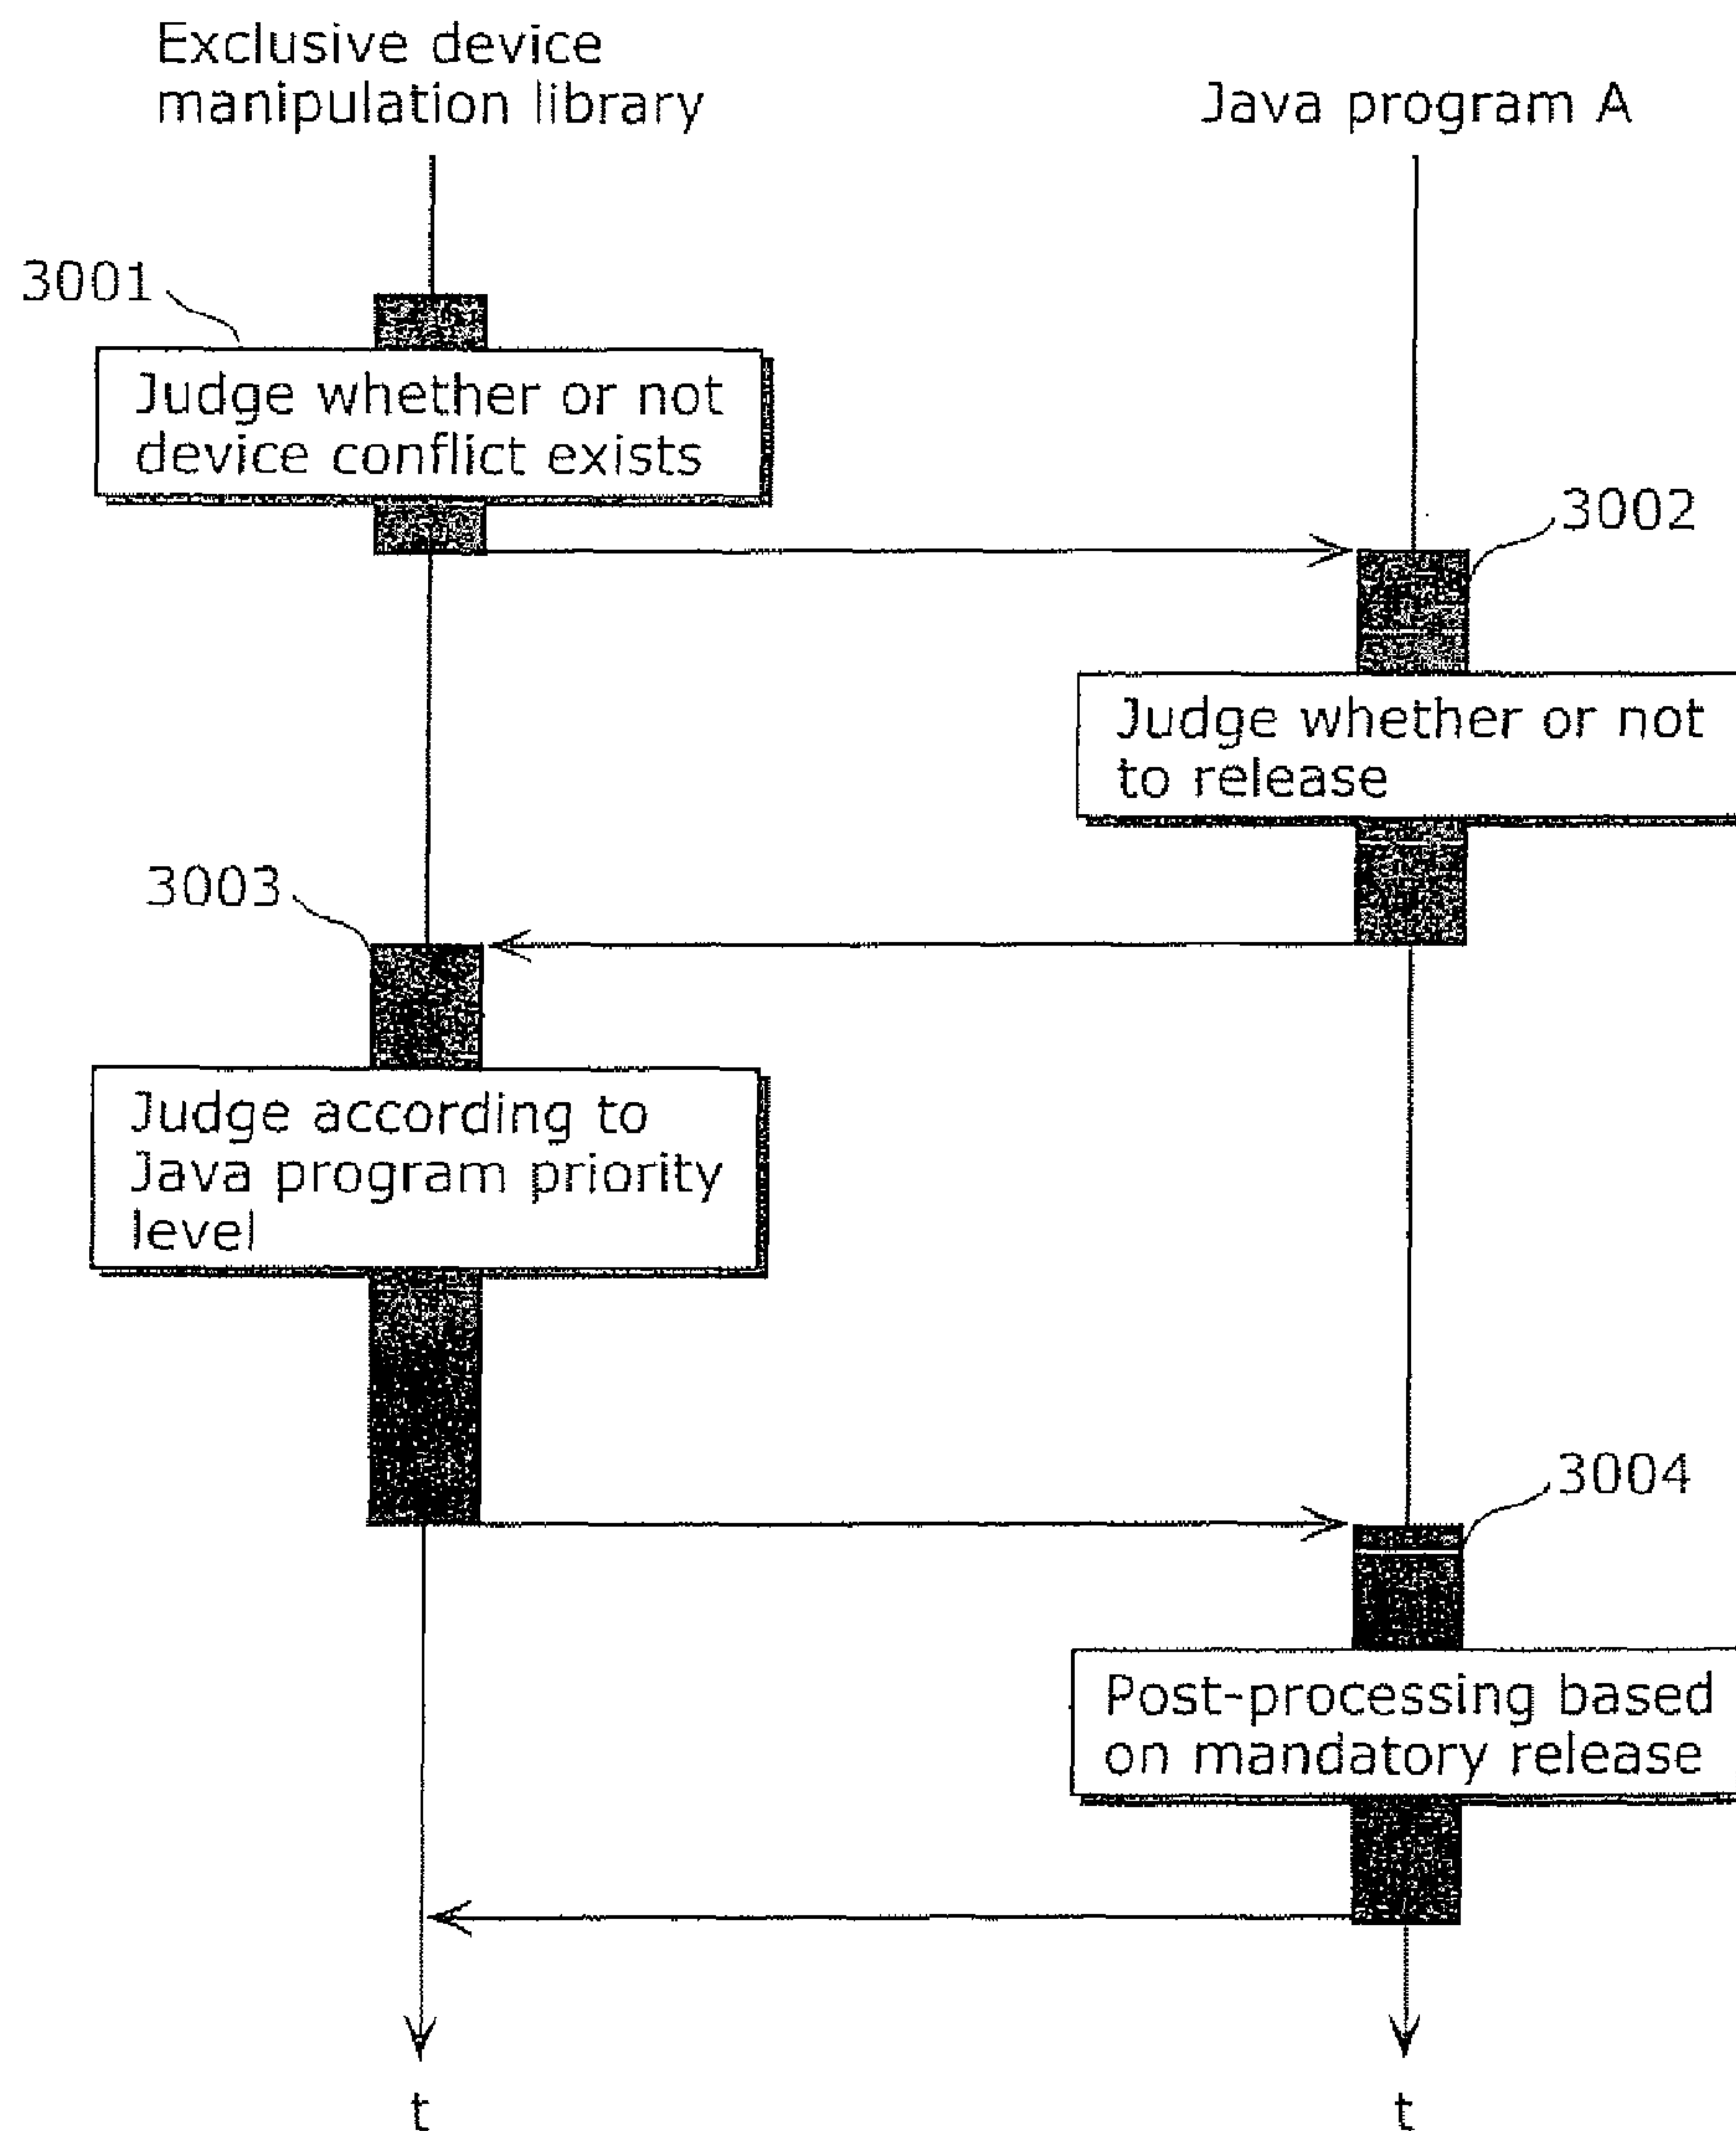 Exclusive device
manipulation library
Java program A
3001
Judge whether or not
device conflict exists
3002
Judge whether or not
to release
3003
Judge according to
Java program priority
level
3004
Post-processing based
on mandatory release
t
t